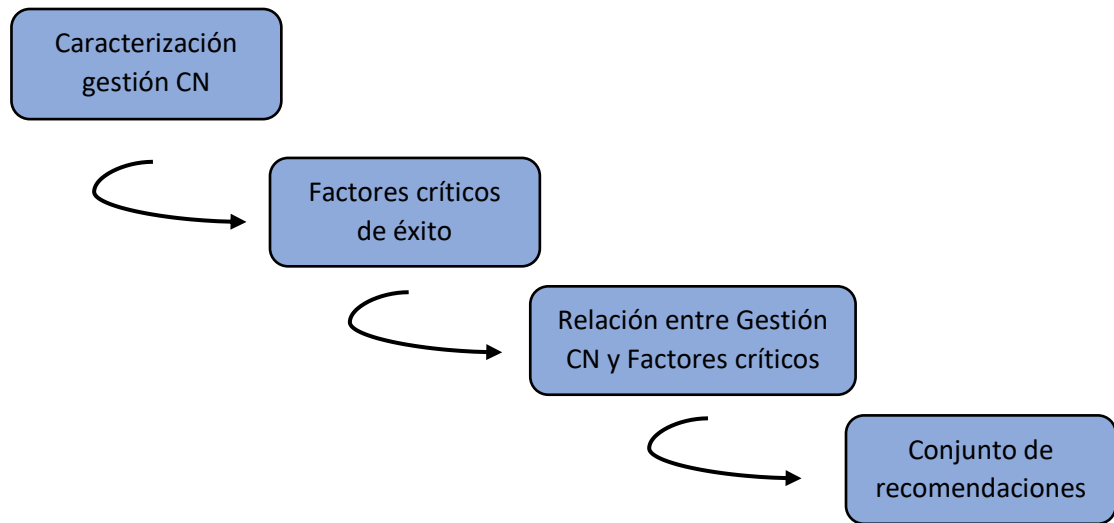 Caracterización
gestión CN
Factores críticos
de éxito
Relación entre Gestión
CN y Factores críticos
Conjunto de
recomendaciones